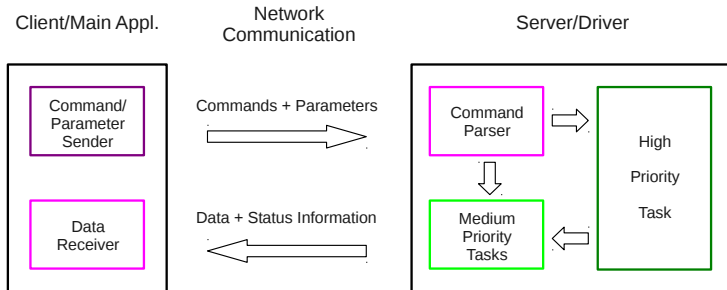 Client/Main Appl.
Network
Communication
Server/Driver
Command/
Parameter
Sender
Commands + Parameters
Command
Parser
High
Priority
Task
Data
Receiver
Data + Status Information
Medium
Priority
Tasks